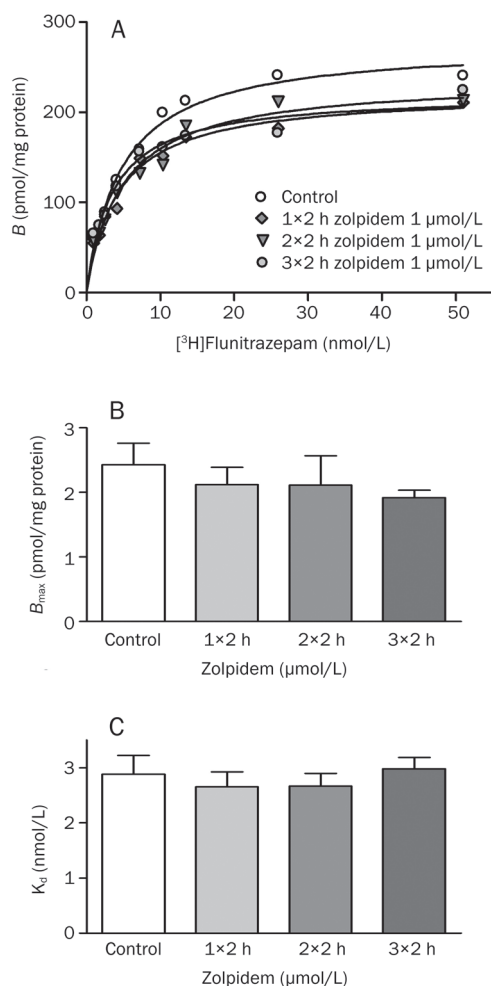 A
300
200
100
0
B (pmol/mg protein)
Control
1×2 h zolpidem 1 μmol/L
2×2 h zolpidem 1 μmol/L
3×2 h zolpidem 1 μmol/L
0 10 20 30 40 50
[³H]Flunitrazepam (nmol/L)
B
3
2
1
0
Bmax (pmol/mg protein)
Control 1×2 h 2×2 h 3×2 h
Zolpidem (μmol/L)
C
3
2
1
0
Kd (nmol/L)
Control 1×2 h 2×2 h 3×2 h
Zolpidem (μmol/L)